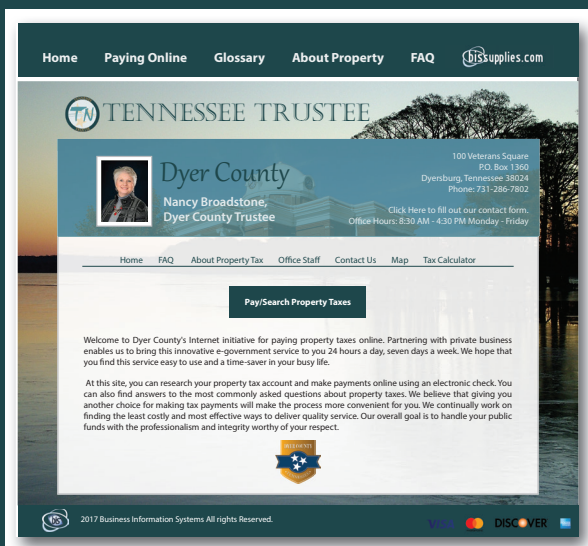 Home Paying Online Glossary About Property FAQ bissupplies.com
TN TENNESSEE TRUSTEE
Dyer County
Nancy Broadstone,
Dyer County Trustee
100 Veterans Square
P.O. Box 1360
Dyersburg, Tennessee 38024
Phone: 731-286-7802
Click Here to fill out our contact form.
Office Hours: 8:30 AM - 4:30 PM Monday - Friday
Home FAQ About Property Tax Office Staff Contact Us Map Tax Calculator
Pay/Search Property Taxes
Welcome to Dyer County's Internet initiative for paying property taxes online. Partnering with private business
enables us to bring this innovative e-government service to you 24 hours a day, seven days a week. We hope that
you find this service easy to use and a time-saver in your busy life.
At this site, you can research your property tax account and make payments online using an electronic check. You
can also find answers to the most commonly asked questions about property taxes. We believe that giving you
another choice for making tax payments will make the process more convenient for you. We continually work on
finding the least costly and most effective ways to deliver quality service. Our overall goal is to handle your public
funds with the professionalism and integrity worthy of your respect.
bis 2017 Business Information Systems All rights Reserved.
VISA DISCOVER